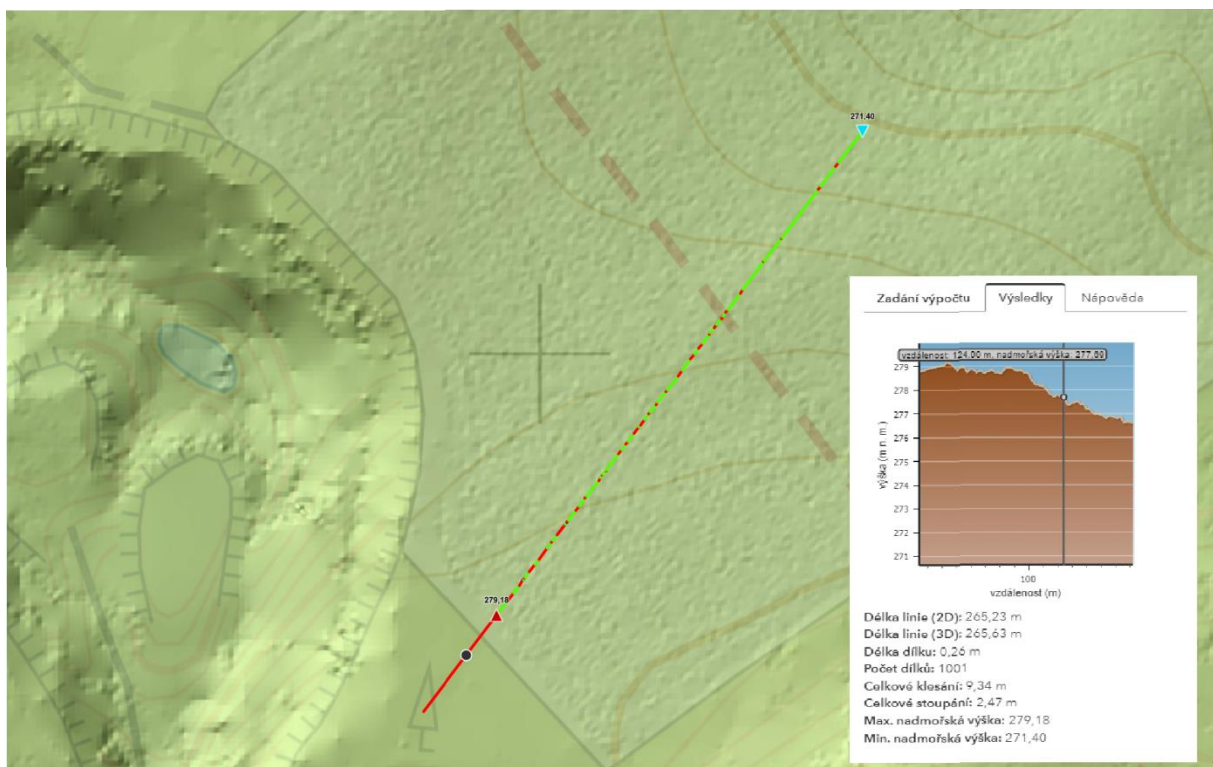 271,40
279,18
Zadání výpočtu Výsledky Nápověda
vzdálenost: 124.00 m, nadmořská výška: 277.69
279
278
277
276
275
274
273
272
271
výška (m n. m.)
100
vzdálenost (m)
Délka linie (2D): 265,23 m
Délka linie (3D): 265,63 m
Délka dílku: 0,26 m
Počet dílků: 1001
Celkové klesání: 9,34 m
Celkové stoupání: 2,47 m
Max. nadmořská výška: 279,18
Min. nadmořská výška: 271,40